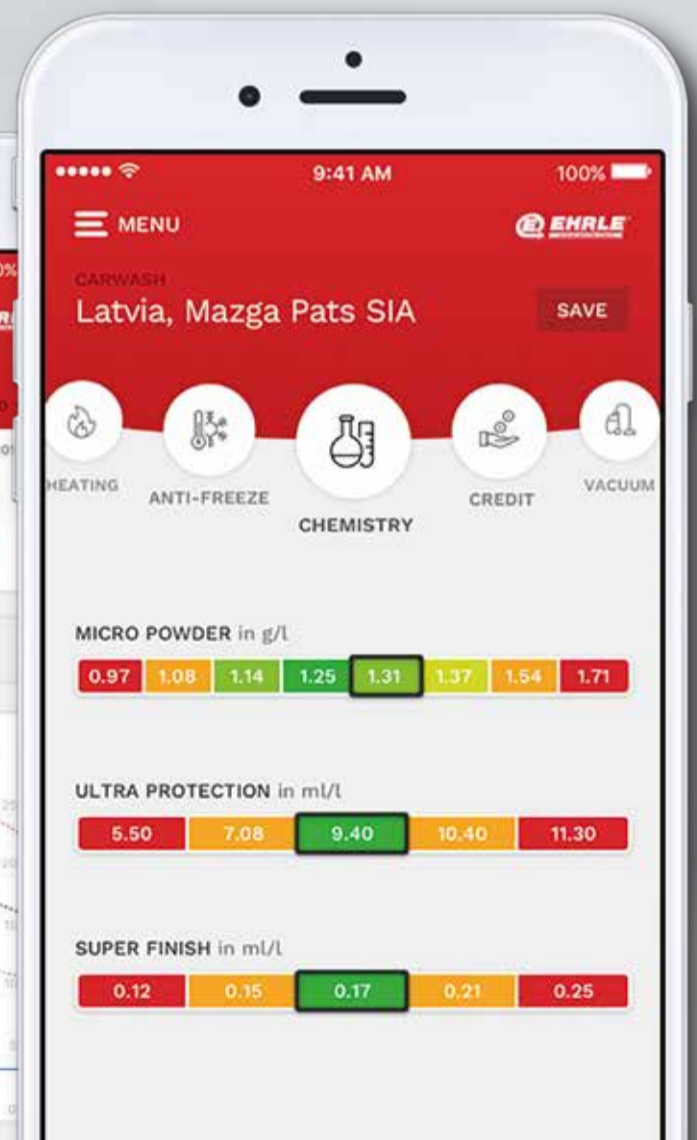 9:41 AM 100%
MENU EHRLE
CARWASH
Latvia, Mazga Pats SIA SAVE
HEATING ANTI-FREEZE CHEMISTRY CREDIT VACUUM
MICRO POWDER in g/l
0.97 1.08 1.14 1.25 1.31 1.37 1.54 1.71
ULTRA PROTECTION in ml/l
5.50 7.08 9.40 10.40 11.30
SUPER FINISH in ml/l
0.12 0.15 0.17 0.21 0.25